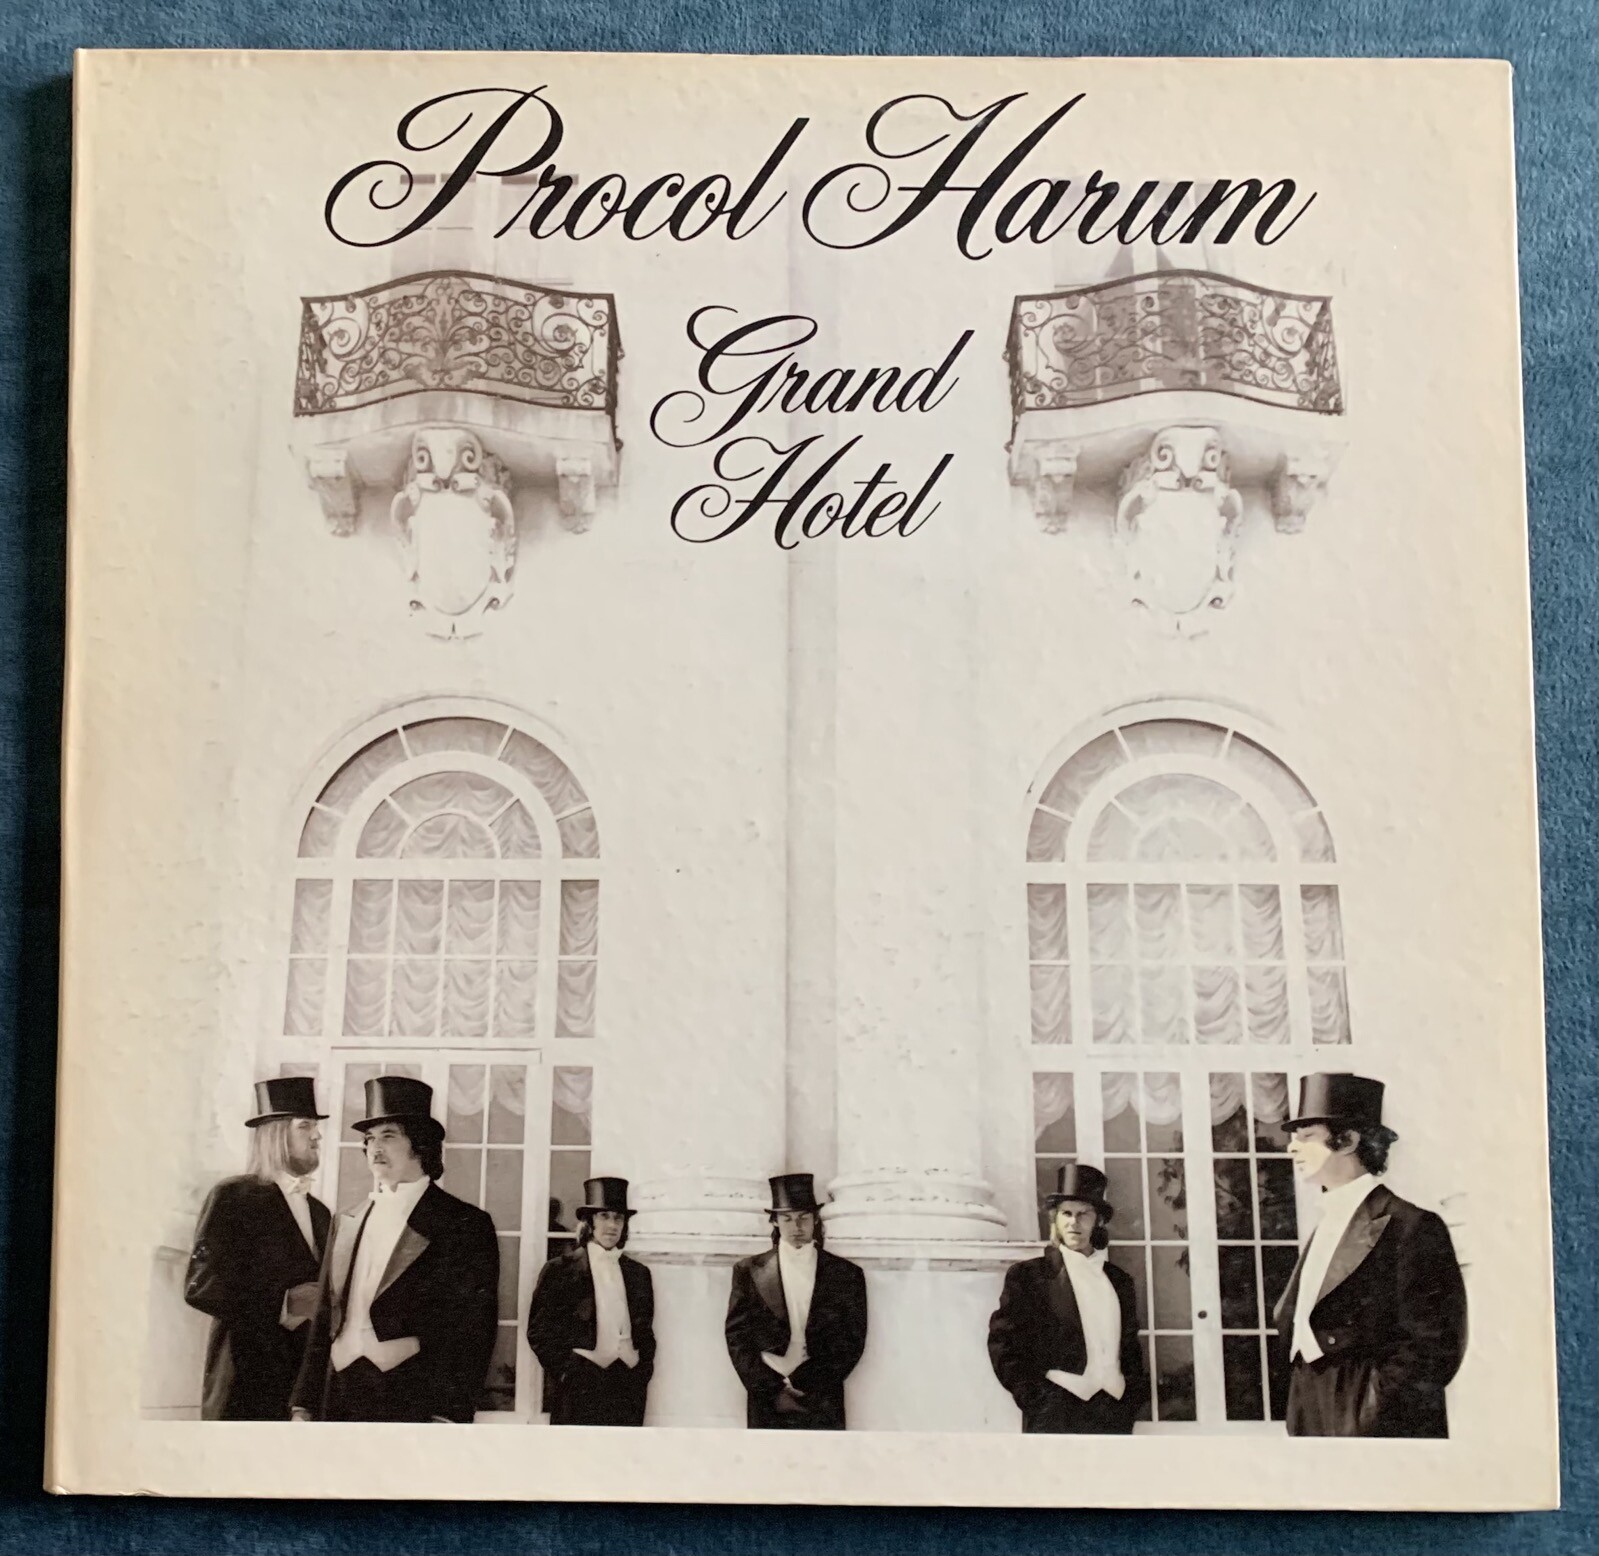 Procol Harum
Grand
Hotel